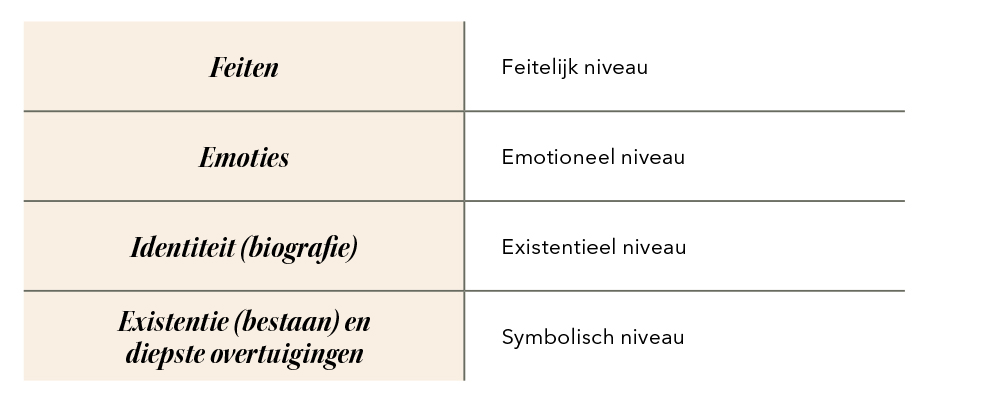 Feiten
Feitelijk niveau
Emoties
Emotioneel niveau
Identiteit (biografie)
Existentieel niveau
Existentie (bestaan) en
diepste overtuigingen
Symbolisch niveau